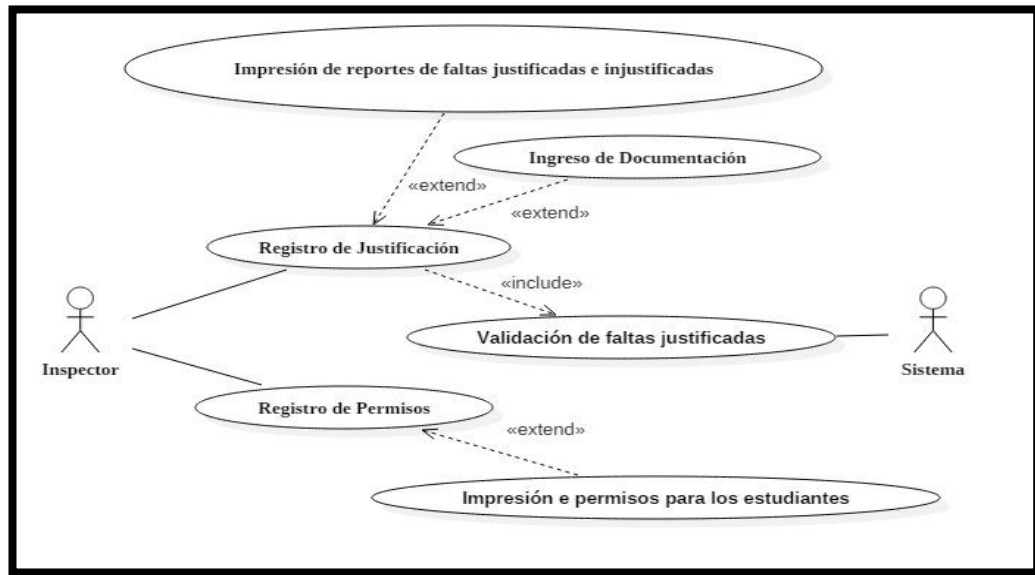 Impresión de reportes de faltas justificadas e injustificadas
Ingreso de Documentación
«extend»
«extend»
Registro de Justificación
«include»
Validación de faltas justificadas
Inspector
Sistema
Registro de Permisos
«extend»
Impresión e permisos para los estudiantes